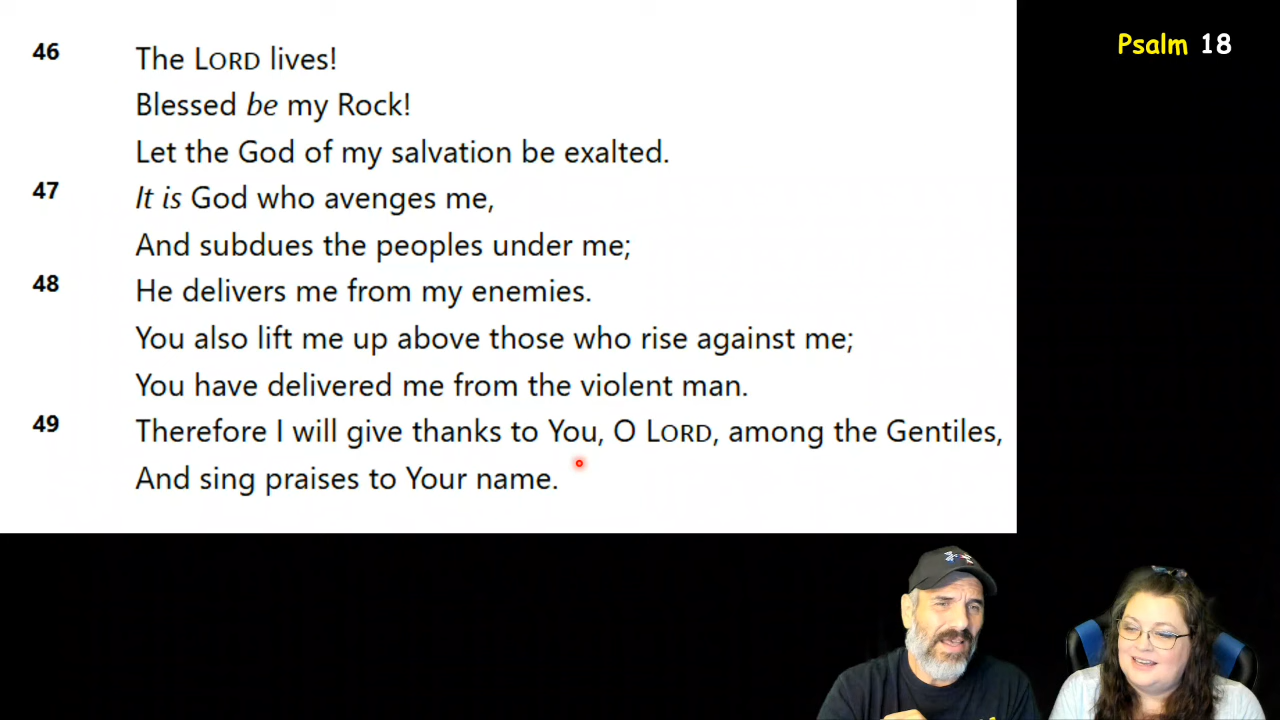 Psalm 18
46 The LORD lives!
Blessed be my Rock!
Let the God of my salvation be exalted.
47 It is God who avenges me,
And subdues the peoples under me;
48 He delivers me from my enemies.
You also lift me up above those who rise against me;
You have delivered me from the violent man.
49 Therefore I will give thanks to You, O LORD, among the Gentiles,
And sing praises to Your name.